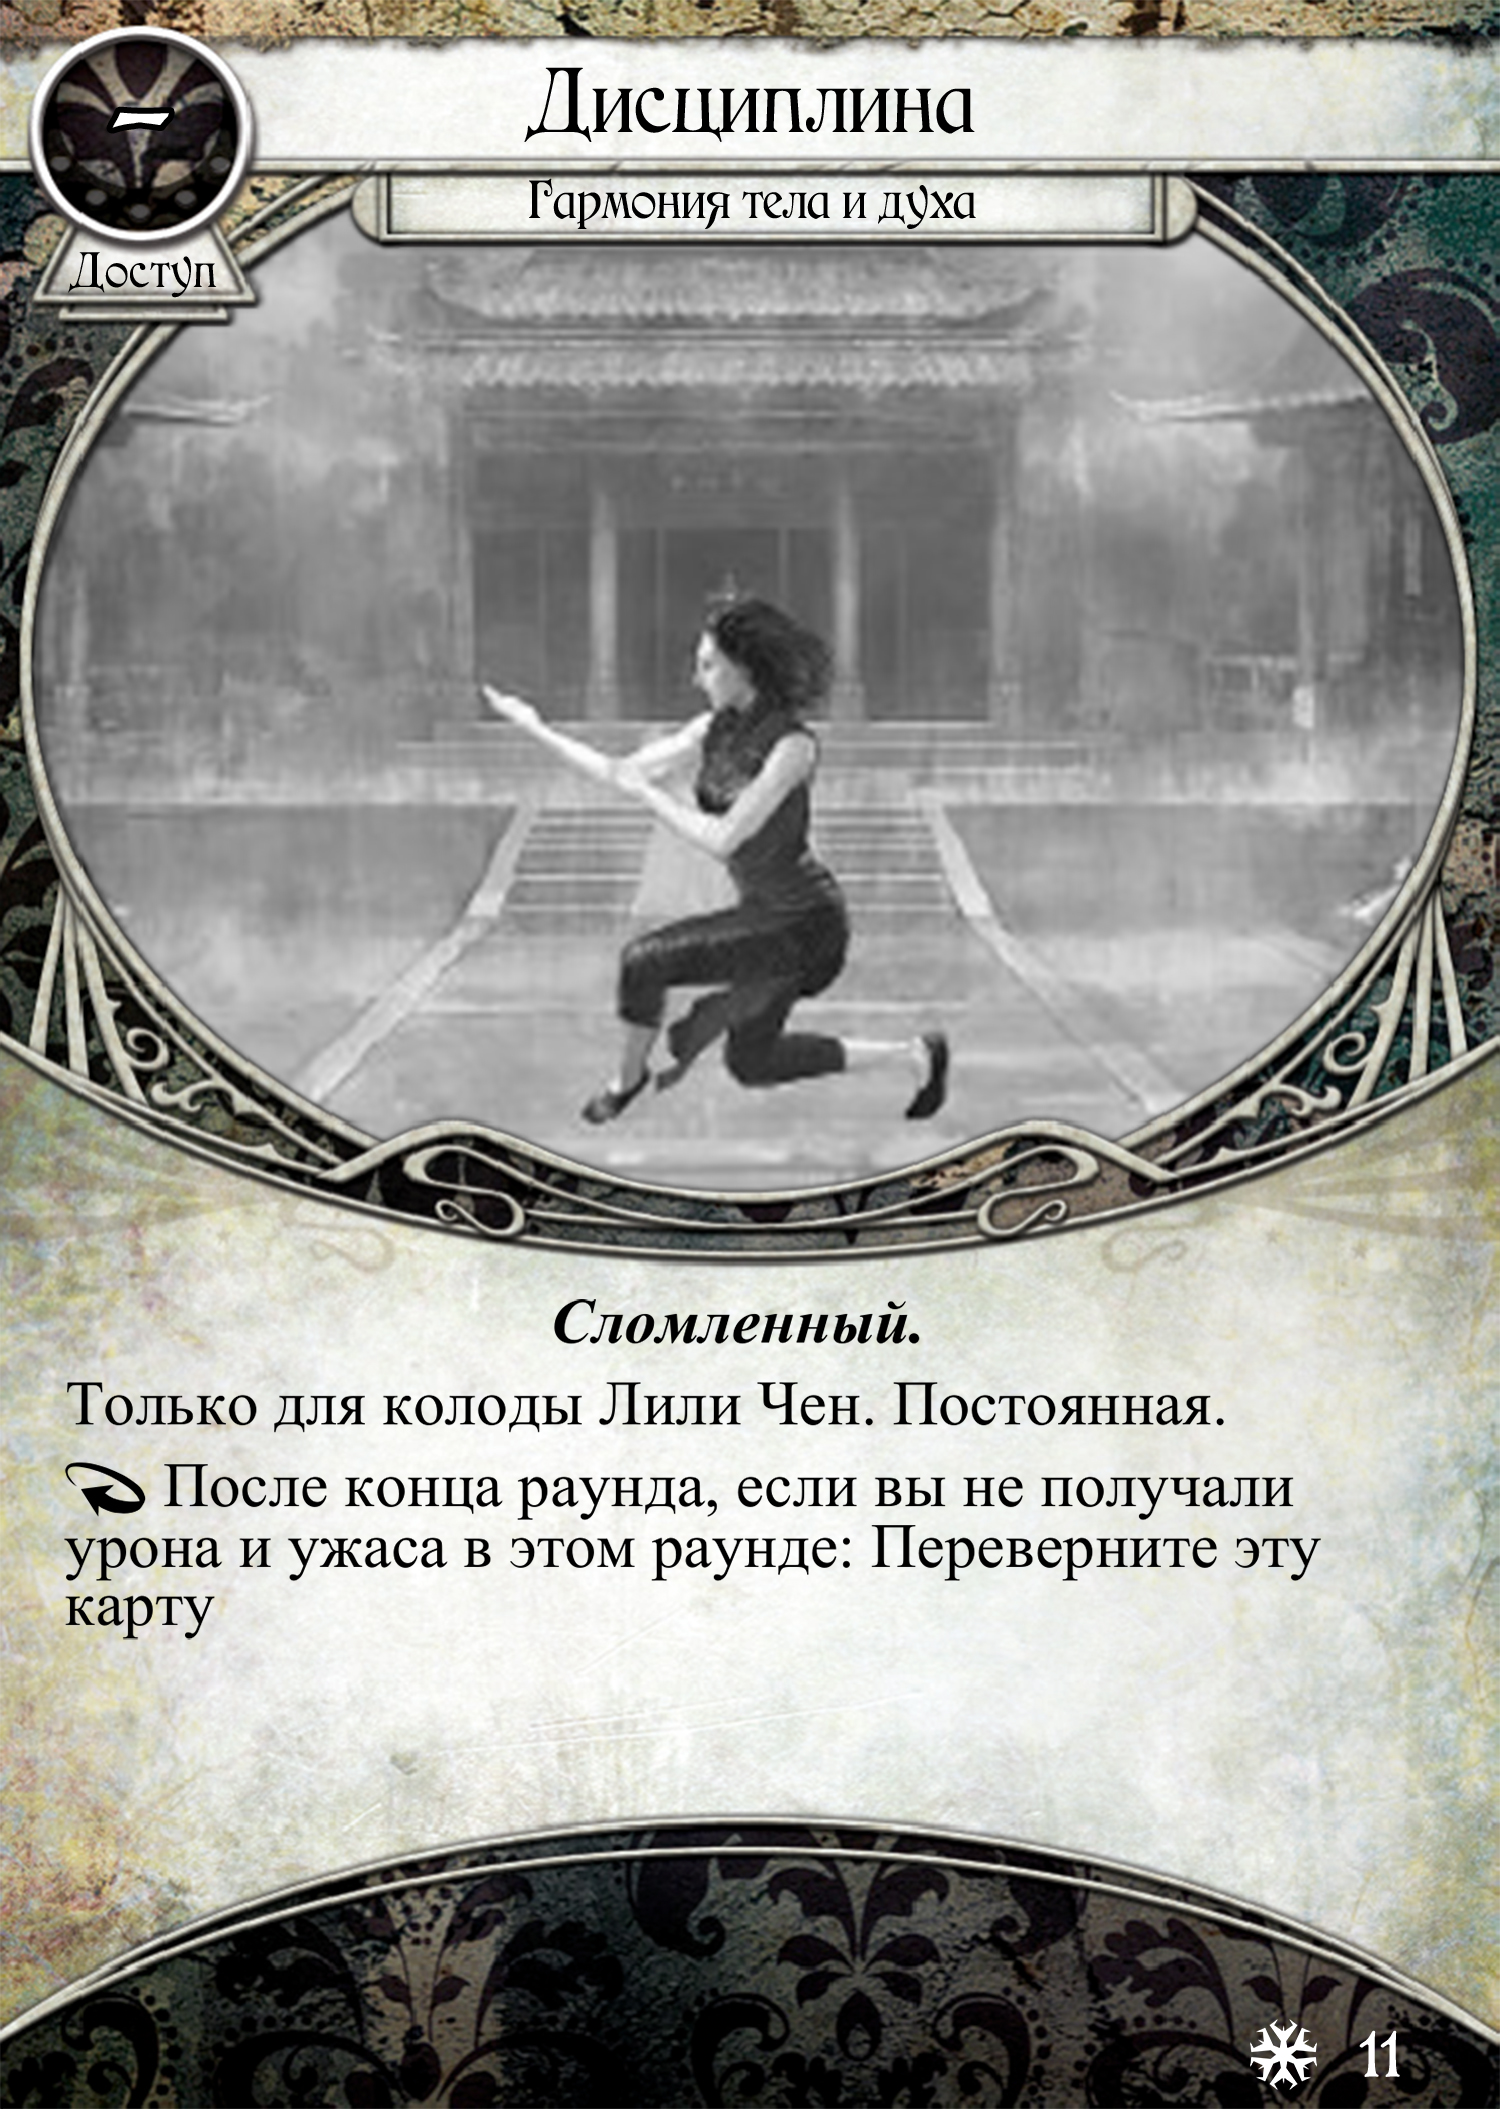 –
Дисциплина
Гармония тела и духа
Доступ
Сломленный.
Только для колоды Лили Чен. Постоянная.
После конца раунда, если вы не получали
урона и ужаса в этом раунде: Переверните эту
карту
11